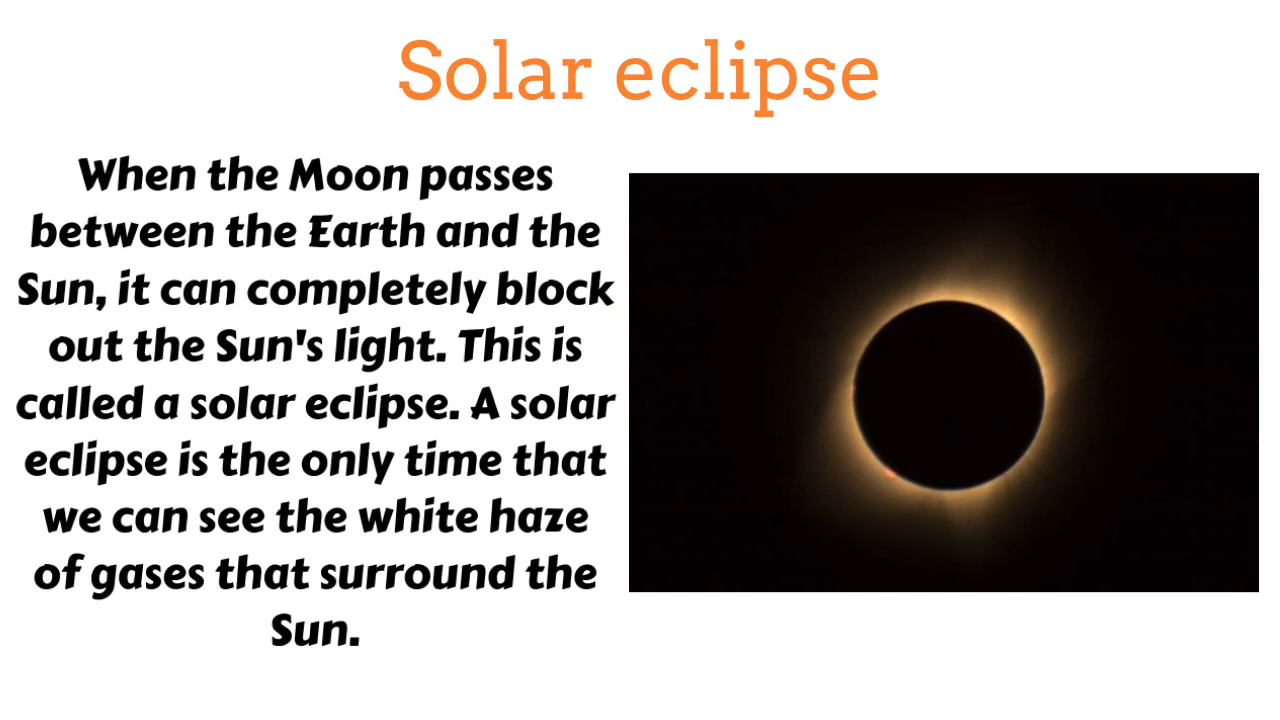 Solar eclipse
When the Moon passes
between the Earth and the
Sun, it can completely block
out the Sun's light. This is
called a solar eclipse. A solar
eclipse is the only time that
we can see the white haze
of gases that surround the
Sun.